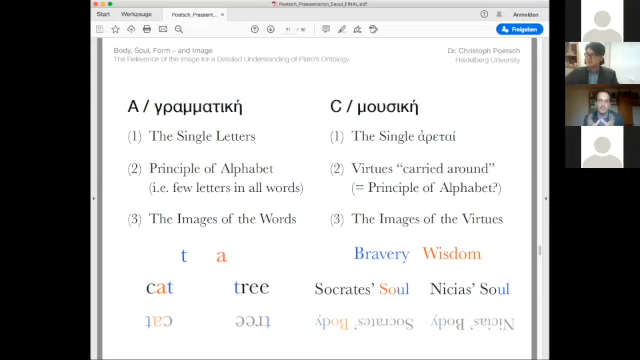 Poetsch_Praesentation_Seoul_FINAL.pdf
Start Werkzeuge Poetsch_Praesenta... × Anmelden
Freigeben
Body, Soul, Form – and Image Dr. Christoph Poetsch
The Relevence of the Image for a Detailed Understanding of Plato's Ontology Heidelberg University
A / γραμματική C / μουσική
(1) The Single Letters (1) The Single ἀρεταί
(2) Principle of Alphabet (2) Virtues “carried around”
(i.e. few letters in all words) (= Principle of Alphabet?)
(3) The Images of the Words (3) The Images of the Virtues
t a Bravery Wisdom
cat tree Socrates’ Soul Nicias’ Soul
cat tree Socrates’ Body Nicias’ Body